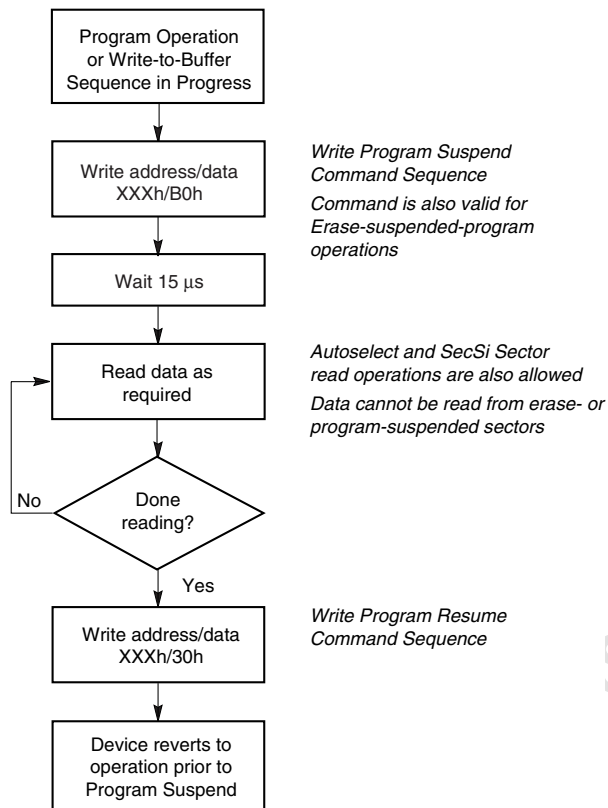 Program Operation
or Write-to-Buffer
Sequence in Progress
Write address/data
XXXh/B0h
Write Program Suspend
Command Sequence
Command is also valid for
Erase-suspended-program
operations
Wait 15 μs
Read data as
required
Autoselect and SecSi Sector
read operations are also allowed
Data cannot be read from erase- or
program-suspended sectors
No
Done
reading?
Yes
Write address/data
XXXh/30h
Write Program Resume
Command Sequence
Device reverts to
operation prior to
Program Suspend